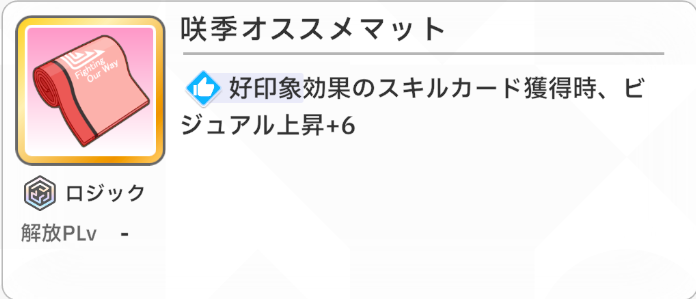 咲季オススメマット
Fighting
Our Way
好印象効果のスキルカード獲得時、ビ
ジュアル上昇+6
ロジック
解放PLv -